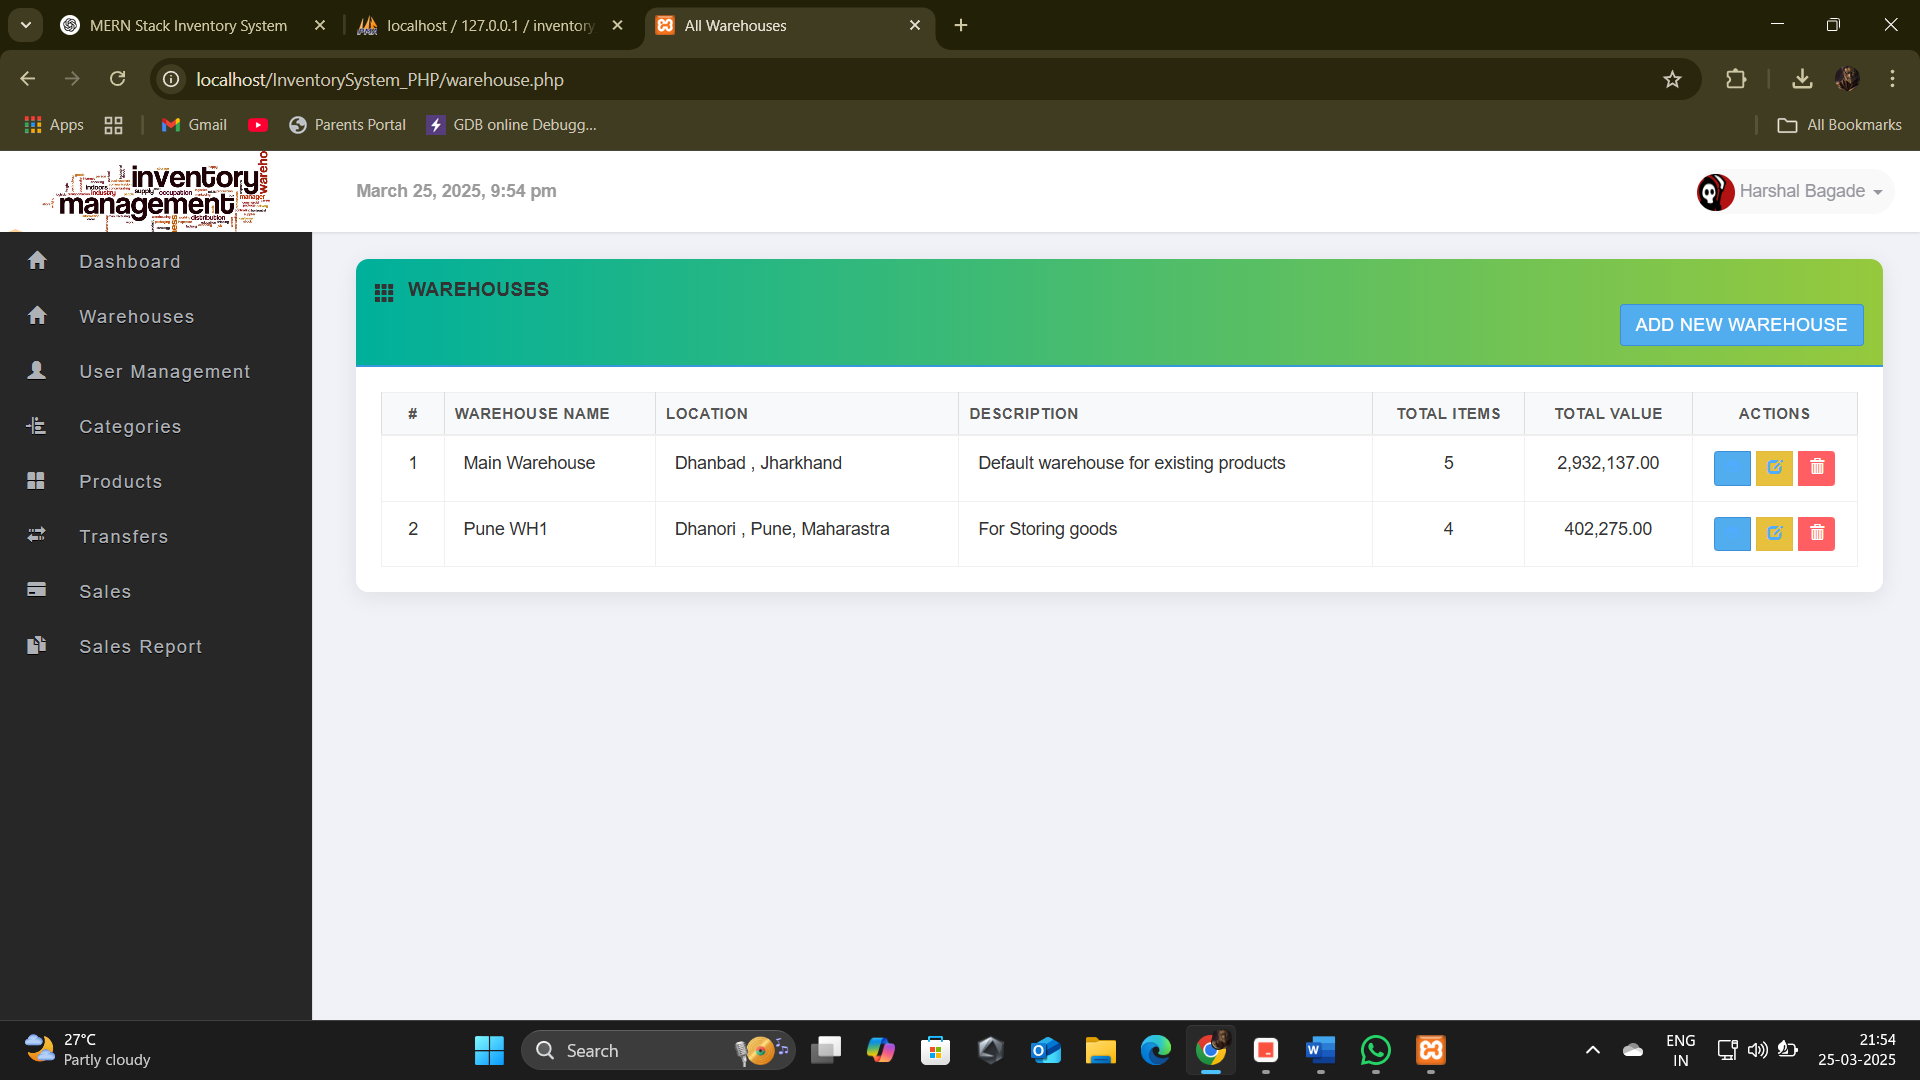 MERN Stack Inventory System
localhost / 127.0.0.1 / inventory
All Warehouses
localhost/InventorySystem_PHP/warehouse.php
Apps
Gmail
Parents Portal
GDB online Debugg...
All Bookmarks
inventory
management
March 25, 2025, 9:54 pm
Harshal Bagade
Dashboard
Warehouses
User Management
Categories
Products
Transfers
Sales
Sales Report
WAREHOUSES
ADD NEW WAREHOUSE
# WAREHOUSE NAME LOCATION DESCRIPTION TOTAL ITEMS TOTAL VALUE ACTIONS
1 Main Warehouse Dhanbad , Jharkhand Default warehouse for existing products 5 2,932,137.00
2 Pune WH1 Dhanori , Pune, Maharastra For Storing goods 4 402,275.00
27°C
Partly cloudy
Search
ENG
IN
21:54
25-03-2025